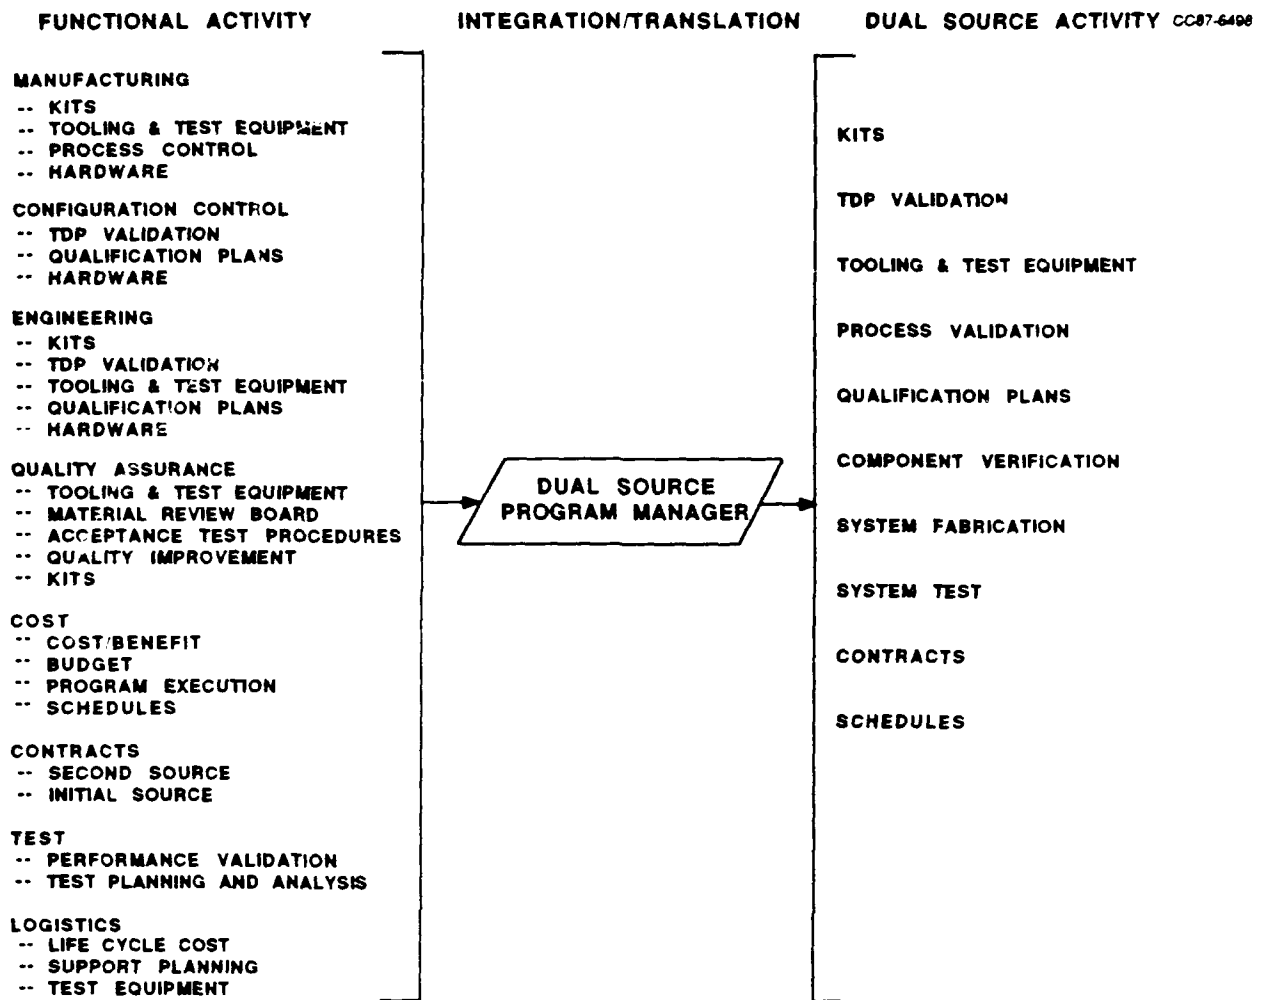 FUNCTIONAL ACTIVITY
INTEGRATION/TRANSLATION
DUAL SOURCE ACTIVITY CC87-6498
MANUFACTURING
-- KITS
-- TOOLING & TEST EQUIPMENT
-- PROCESS CONTROL
-- HARDWARE
CONFIGURATION CONTROL
-- TDP VALIDATION
-- QUALIFICATION PLANS
-- HARDWARE
ENGINEERING
-- KITS
-- TDP VALIDATION
-- TOOLING & TEST EQUIPMENT
-- QUALIFICATION PLANS
-- HARDWARE
QUALITY ASSURANCE
-- TOOLING & TEST EQUIPMENT
-- MATERIAL REVIEW BOARD
-- ACCEPTANCE TEST PROCEDURES
-- QUALITY IMPROVEMENT
-- KITS
COST
-- COST/BENEFIT
-- BUDGET
-- PROGRAM EXECUTION
-- SCHEDULES
CONTRACTS
-- SECOND SOURCE
-- INITIAL SOURCE
TEST
-- PERFORMANCE VALIDATION
-- TEST PLANNING AND ANALYSIS
LOGISTICS
-- LIFE CYCLE COST
-- SUPPORT PLANNING
-- TEST EQUIPMENT
DUAL SOURCE
PROGRAM MANAGER
KITS
TDP VALIDATION
TOOLING & TEST EQUIPMENT
PROCESS VALIDATION
QUALIFICATION PLANS
COMPONENT VERIFICATION
SYSTEM FABRICATION
SYSTEM TEST
CONTRACTS
SCHEDULES